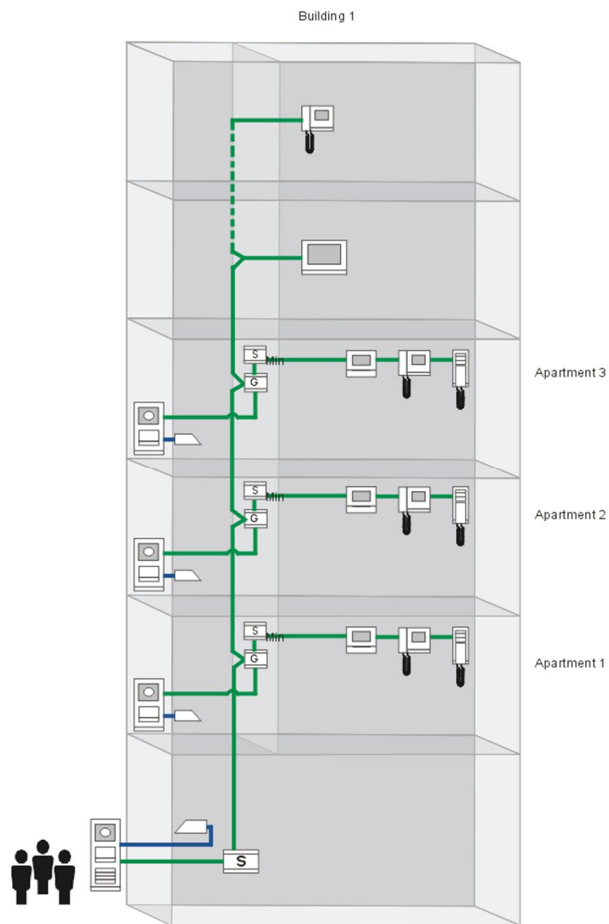 Building 1
S
Min
G
Apartment 3
S
Min
G
Apartment 2
S
Min
G
Apartment 1
S